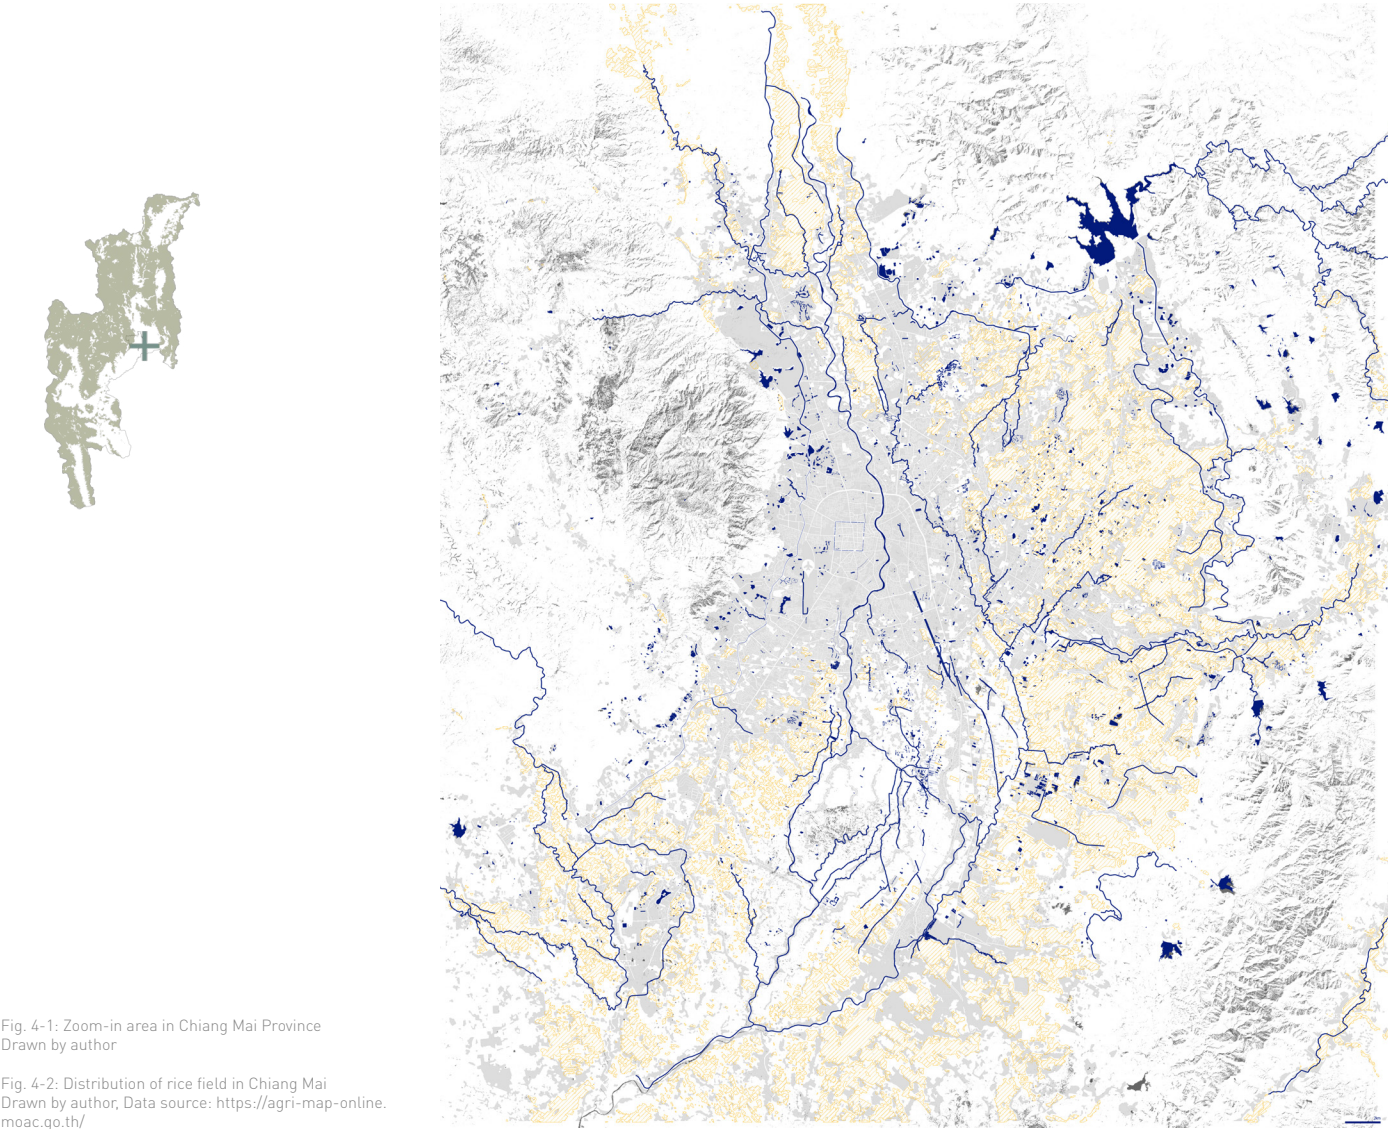 Fig. 4-1: Zoom-in area in Chiang Mai Province
Drawn by author
Fig. 4-2: Distribution of rice field in Chiang Mai
Drawn by author, Data source: https://agri-map-online.
moac.go.th/